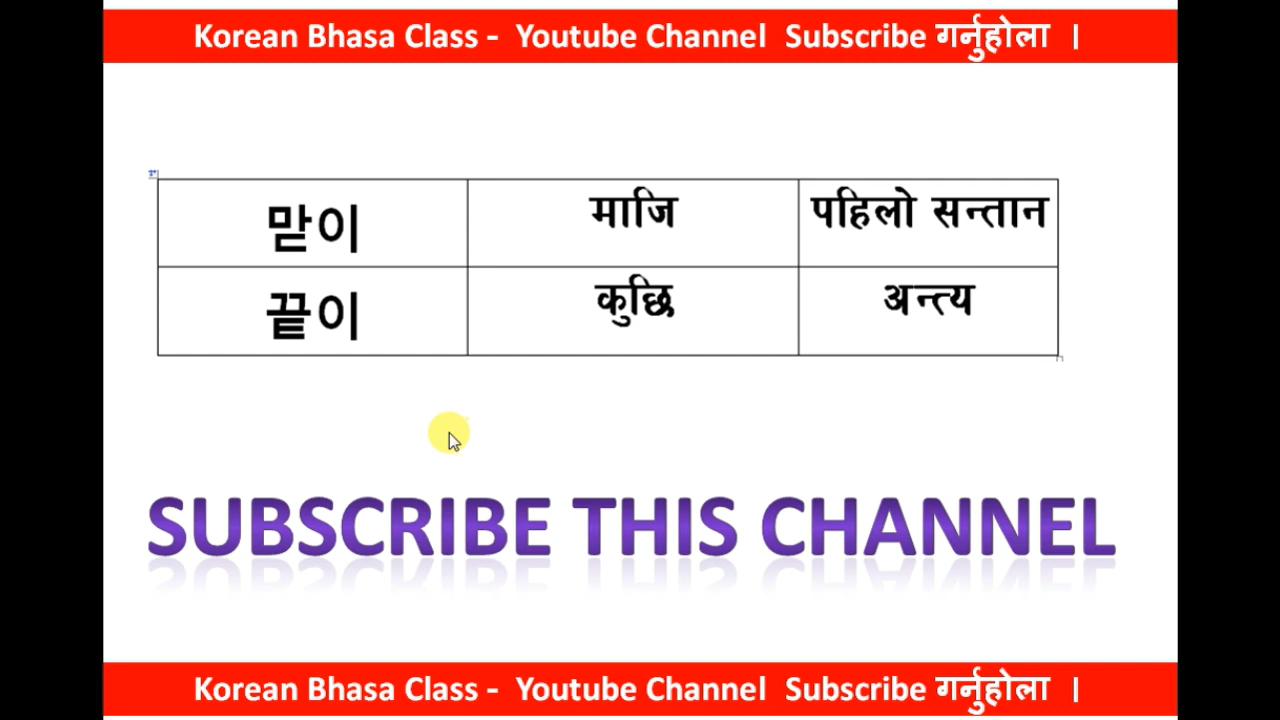 Korean Bhasa Class - Youtube Channel Subscribe गर्नुहोला ।
맏이 माजि पहिलो सन्तान
끝이 कुछि अन्त्य
SUBSCRIBE THIS CHANNEL
Korean Bhasa Class - Youtube Channel Subscribe गर्नुहोला ।